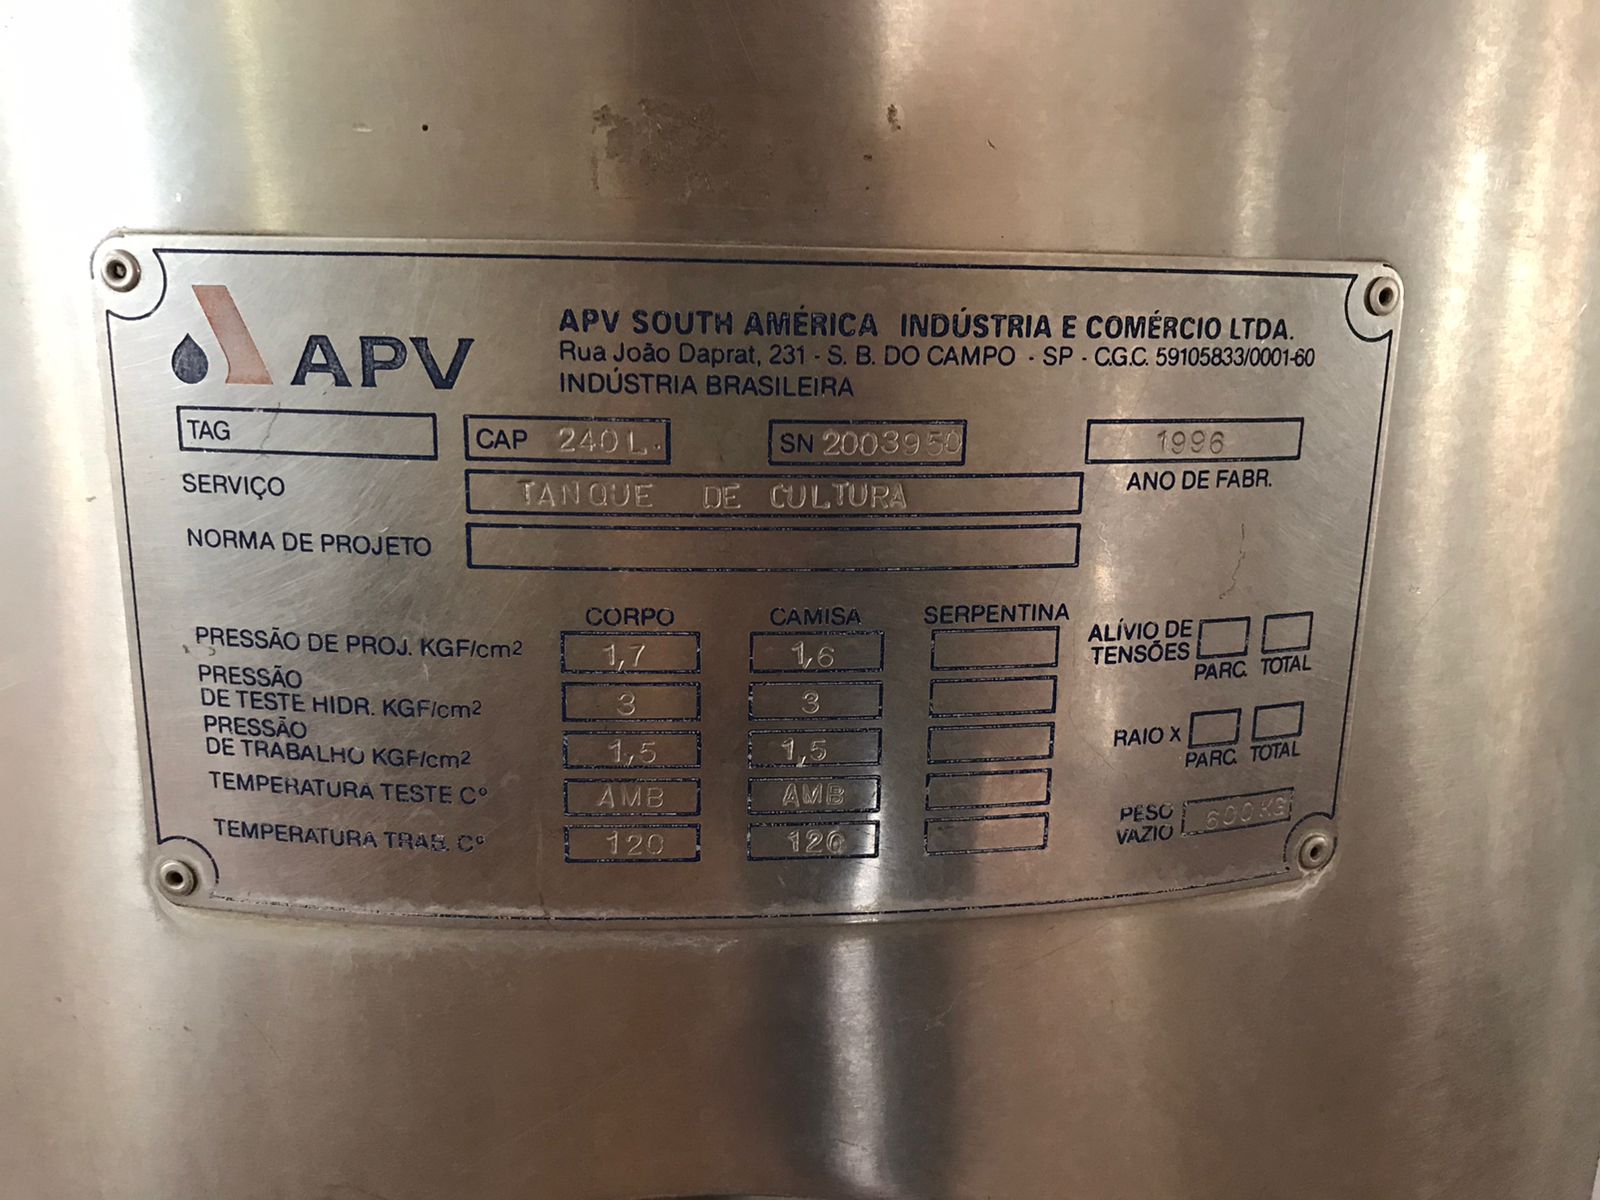 APV
APV SOUTH AMÉRICA INDÚSTRIA E COMÉRCIO LTDA.
Rua João Daprat, 231 - S. B. DO CAMPO - SP - C.G.C. 59105833/0001-60
INDÚSTRIA BRASILEIRA
TAG
CAP 240 L.
SN 2003950
1996
ANO DE FABR.
SERVIÇO TANQUE DE CULTURA
NORMA DE PROJETO
CORPO CAMISA SERPENTINA
PRESSÃO DE PROJ. KGF/cm2 1,7 1,6
PRESSÃO
DE TESTE HIDR. KGF/cm2 3 3
PRESSÃO
DE TRABALHO KGF/cm2 1,5 1,5
TEMPERATURA TESTE Cº AMB AMB
TEMPERATURA TRAB. Cº 120 120
ALÍVIO DE
TENSÕES
PARC. TOTAL
RAIO X
PARC. TOTAL
PESO
VAZIO 600KG